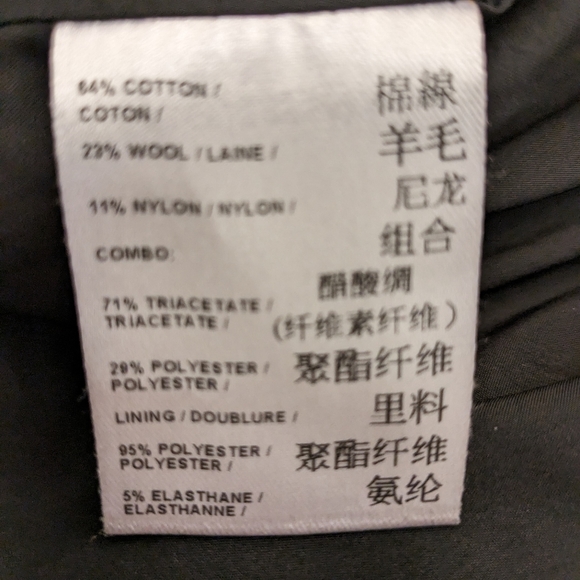 64% COTTON / 棉線
COTON /
23% WOOL / LAINE / 羊毛
11% NYLON / NYLON / 尼龙
COMBO: 组合
71% TRIACETATE / 醋酸绸
TRIACETATE / (纤维素纤维)
29% POLYESTER / 聚酯纤维
POLYESTER /
LINING / DOUBLURE / 里料
95% POLYESTER / 聚酯纤维
POLYESTER /
5% ELASTHANE / 氨纶
ELASTHANNE /